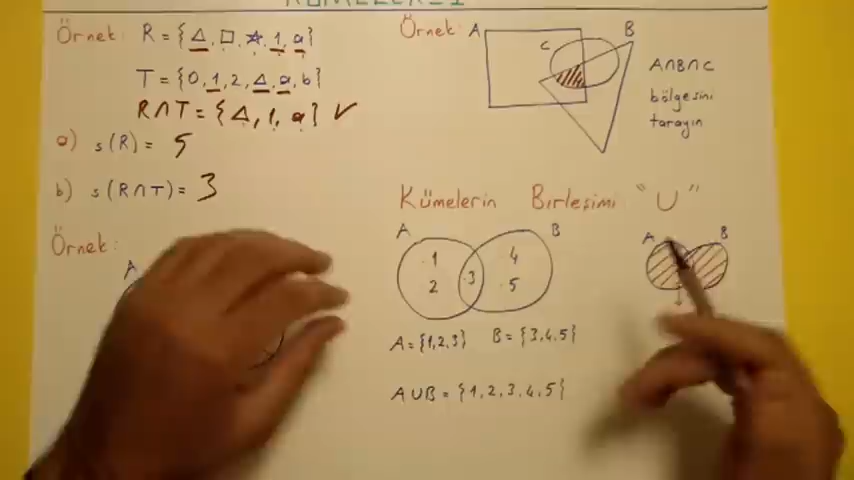 KÜMELERİ
Örnek: R = {△, □, ☆, 1, a}
T = {0, 1, 2, △, a, b}
R∩T = {△, 1, a} ✓
a) s(R) = 5
b) s(R∩T) = 3
Örnek:
A
Örnek: A B
C
A∩B∩C
bölgesini
tarayın
Kümelerin Birleşimi "∪"
A B
.1 4
2 .3 .5
A = {1,2,3} B = {3,4,5}
A∪B = {1,2,3,4,5}
A B